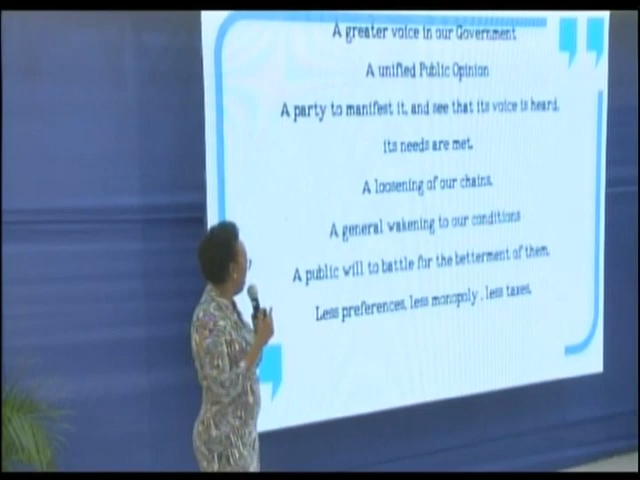 A greater voice in our Government
A unified Public Opinion
A party to manifest it, and see that its voice is heard,
its needs are met.
A loosening of our chains.
A general wakening to our conditions
A public will to battle for the betterment of them.
Less preferences, less monopoly , less taxes.